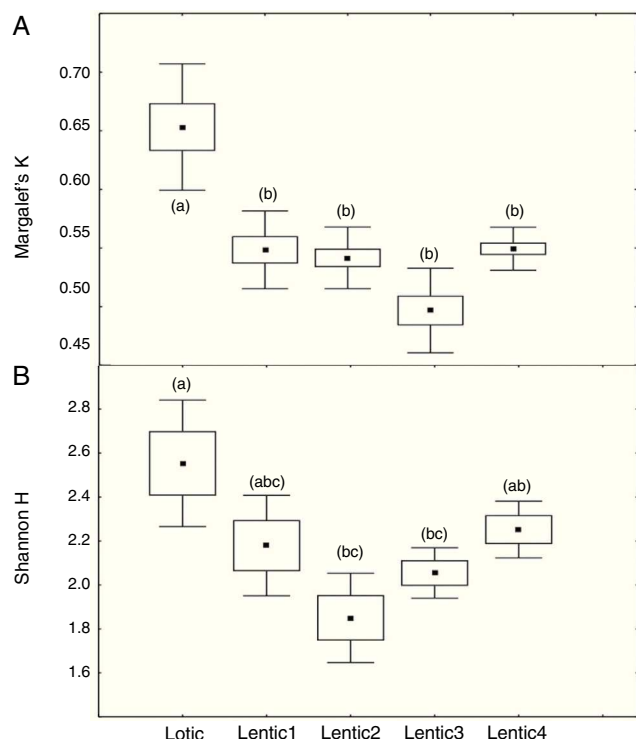 A
Margalef's K
0.70
0.65
0.60
0.55
0.50
0.45
(a)
(b)
(b)
(b)
(b)
B
Shannon H
2.8
2.6
2.4
2.2
2.0
1.8
1.6
(a)
(abc)
(bc)
(bc)
(ab)
Lotic Lentic1 Lentic2 Lentic3 Lentic4